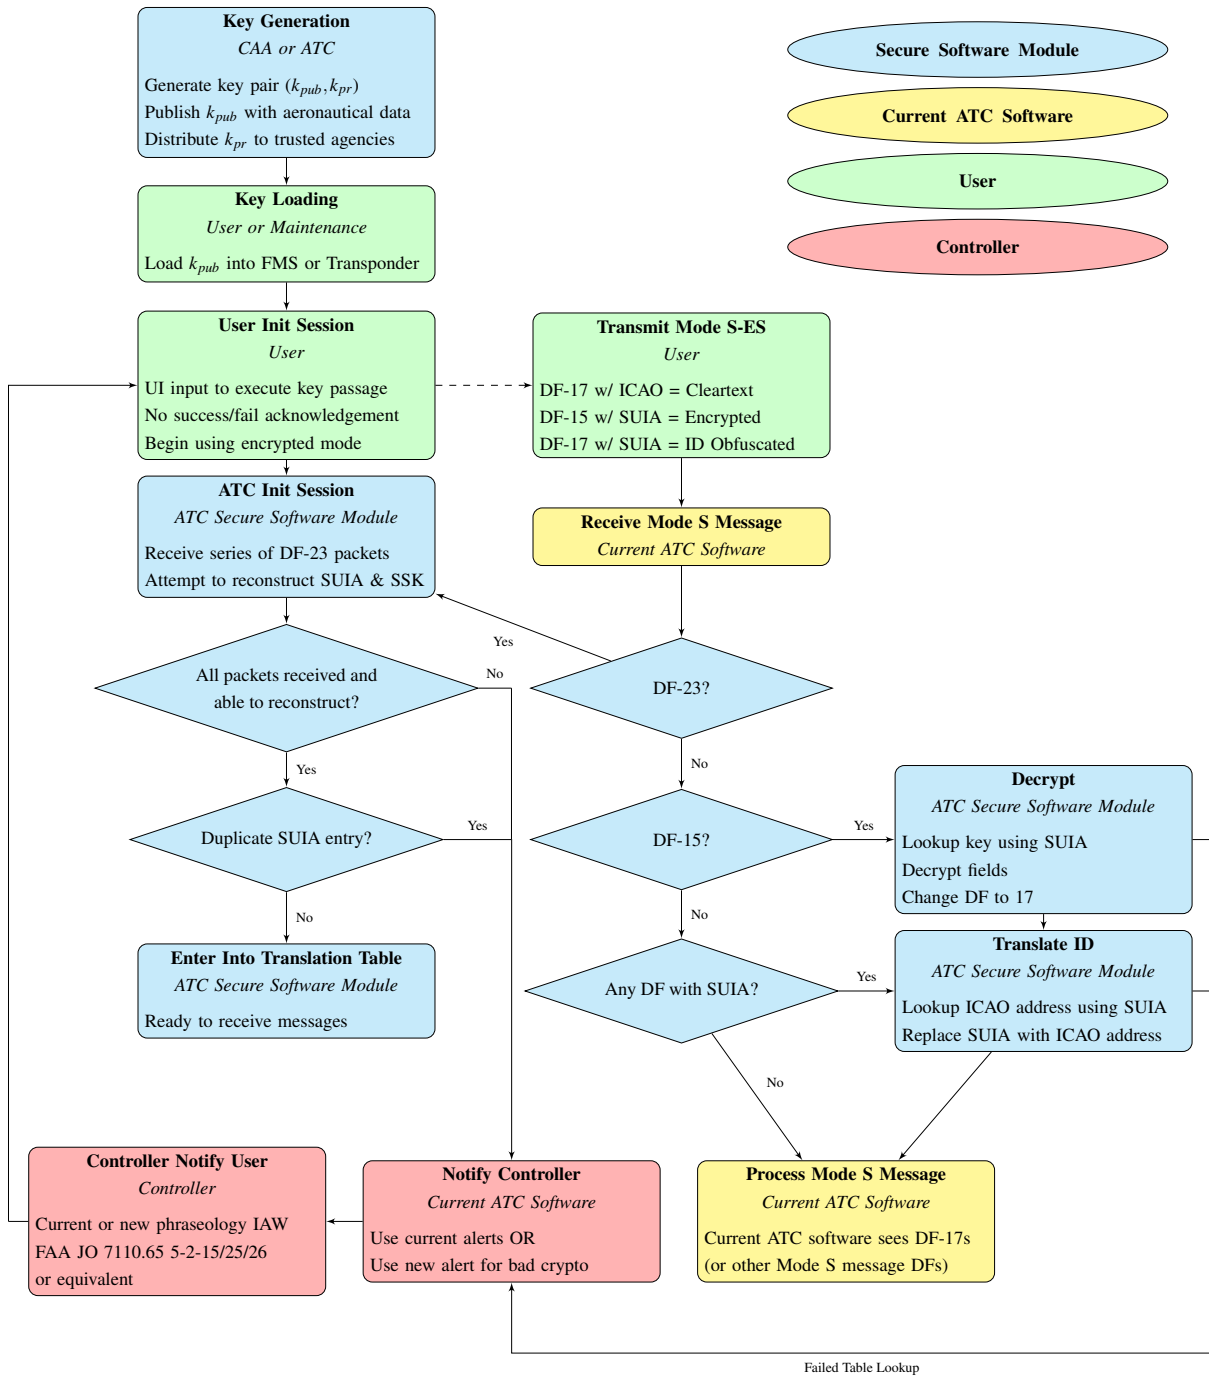 Key Generation
CAA or ATC
Generate key pair (k_pub, k_pr)
Publish k_pub with aeronautical data
Distribute k_pr to trusted agencies
Secure Software Module
Current ATC Software
User
Controller
Key Loading
User or Maintenance
Load k_pub into FMS or Transponder
User Init Session
User
UI input to execute key passage
No success/fail acknowledgement
Begin using encrypted mode
Transmit Mode S-ES
User
DF-17 w/ ICAO = Cleartext
DF-15 w/ SUIA = Encrypted
DF-17 w/ SUIA = ID Obfuscated
ATC Init Session
ATC Secure Software Module
Receive series of DF-23 packets
Attempt to reconstruct SUIA & SSK
Receive Mode S Message
Current ATC Software
Yes
All packets received and
able to reconstruct?
No
DF-23?
Yes
No
Duplicate SUIA entry?
Yes
DF-15?
Yes
Decrypt
ATC Secure Software Module
Lookup key using SUIA
Decrypt fields
Change DF to 17
No
No
Enter Into Translation Table
ATC Secure Software Module
Ready to receive messages
Any DF with SUIA?
Yes
Translate ID
ATC Secure Software Module
Lookup ICAO address using SUIA
Replace SUIA with ICAO address
No
Controller Notify User
Controller
Current or new phraseology IAW
FAA JO 7110.65 5-2-15/25/26
or equivalent
Notify Controller
Current ATC Software
Use current alerts OR
Use new alert for bad crypto
Process Mode S Message
Current ATC Software
Current ATC software sees DF-17s
(or other Mode S message DFs)
Failed Table Lookup